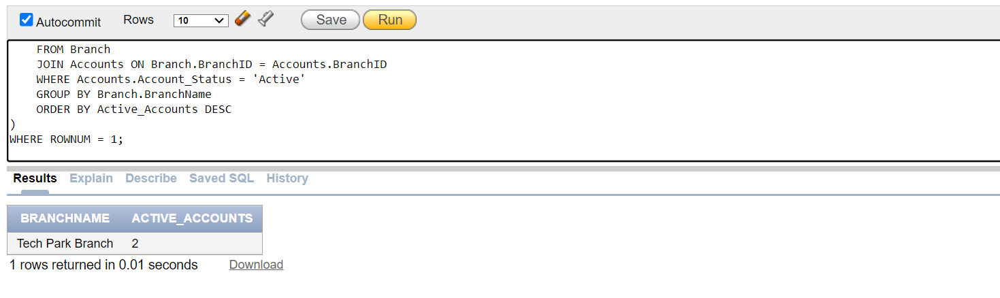 Autocommit Rows 10 Save Run
FROM Branch
JOIN Accounts ON Branch.BranchID = Accounts.BranchID
WHERE Accounts.Account_Status = 'Active'
GROUP BY Branch.BranchName
ORDER BY Active_Accounts DESC
)
WHERE ROWNUM = 1;
Results Explain Describe Saved SQL History
BRANCHNAME ACTIVE_ACCOUNTS
Tech Park Branch 2
1 rows returned in 0.01 seconds Download